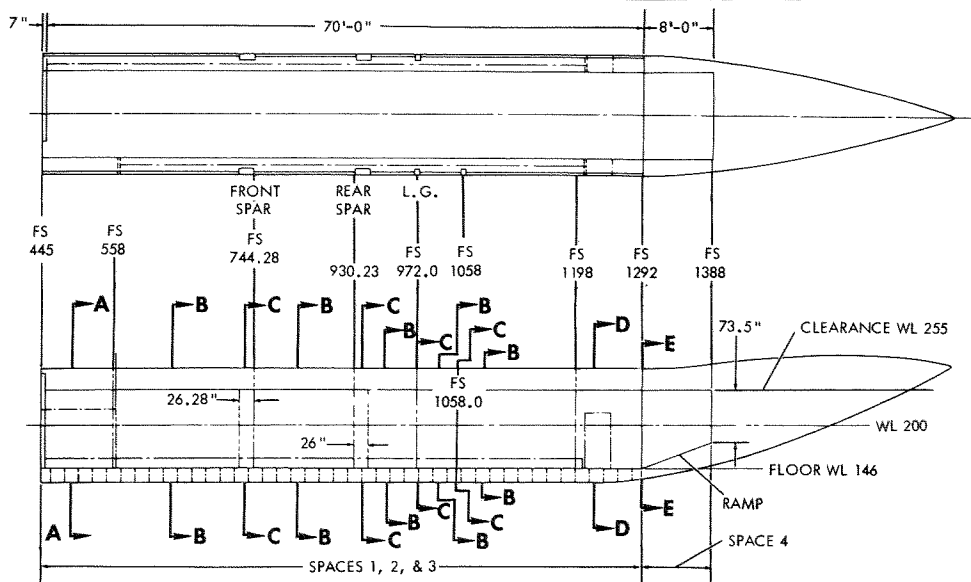 7" 70'-0" 8'-0"
FRONT SPAR REAR SPAR L.G.
FS 445 FS 558 FS 744.28 930.23 FS 972.0 FS 1058 FS 1198 FS 1292 FS 1388
A B C B C B C B C B D E
73.5" CLEARANCE WL 255
FS 1058.0
26.28"
WL 200
26"
FLOOR WL 146
RAMP
A B C B C B C B C B D E
SPACE 4
SPACES 1, 2, & 3